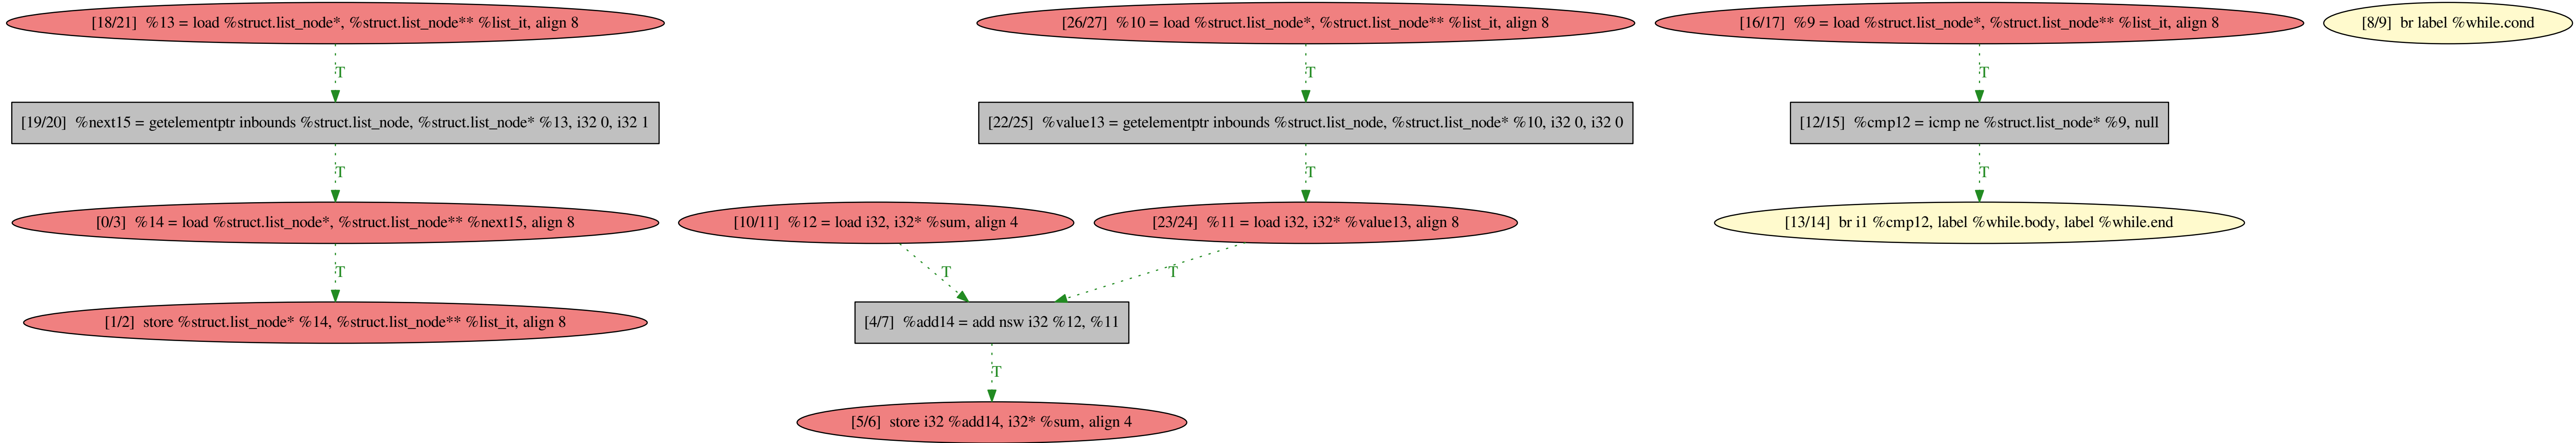 [18/21] %13 = load %struct.list_node*, %struct.list_node** %list_it, align 8
[26/27] %10 = load %struct.list_node*, %struct.list_node** %list_it, align 8
[16/17] %9 = load %struct.list_node*, %struct.list_node** %list_it, align 8
[8/9] br label %while.cond
T
T
T
[19/20] %next15 = getelementptr inbounds %struct.list_node, %struct.list_node* %13, i32 0, i32 1
[22/25] %value13 = getelementptr inbounds %struct.list_node, %struct.list_node* %10, i32 0, i32 0
[12/15] %cmp12 = icmp ne %struct.list_node* %9, null
T
T
T
[0/3] %14 = load %struct.list_node*, %struct.list_node** %next15, align 8
[10/11] %12 = load i32, i32* %sum, align 4
[23/24] %11 = load i32, i32* %value13, align 8
[13/14] br i1 %cmp12, label %while.body, label %while.end
T
T
T
[1/2] store %struct.list_node* %14, %struct.list_node** %list_it, align 8
[4/7] %add14 = add nsw i32 %12, %11
T
[5/6] store i32 %add14, i32* %sum, align 4